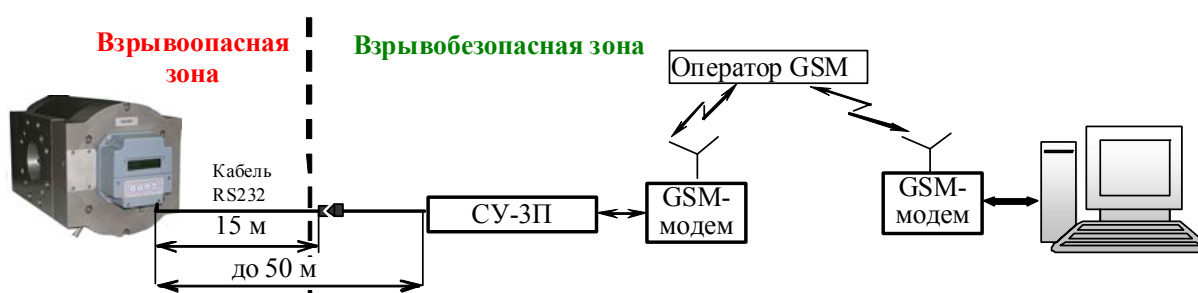 Взрывоопасная
зона
Взрывобезопасная зона
Оператор GSM
Кабель
RS232
15 м
до 50 м
СУ-3П
GSM-
модем
GSM-
модем